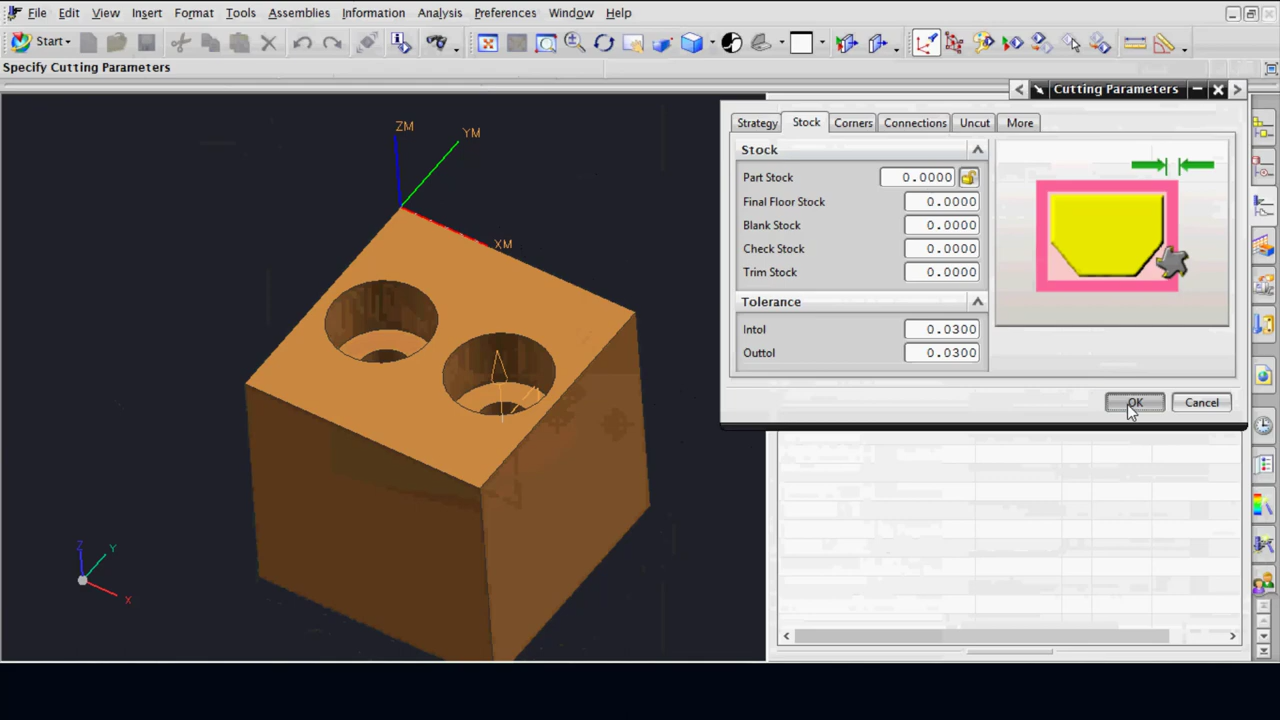 File Edit View Insert Format Tools Assemblies Information Analysis Preferences Window Help
Start
Specify Cutting Parameters
Cutting Parameters
Strategy Stock Corners Connections Uncut More
Stock
Part Stock 0.0000
Final Floor Stock 0.0000
Blank Stock 0.0000
Check Stock 0.0000
Trim Stock 0.0000
Tolerance
Intol 0.0300
Outtol 0.0300
OK Cancel
ZM
YM
XM
Z
Y
X